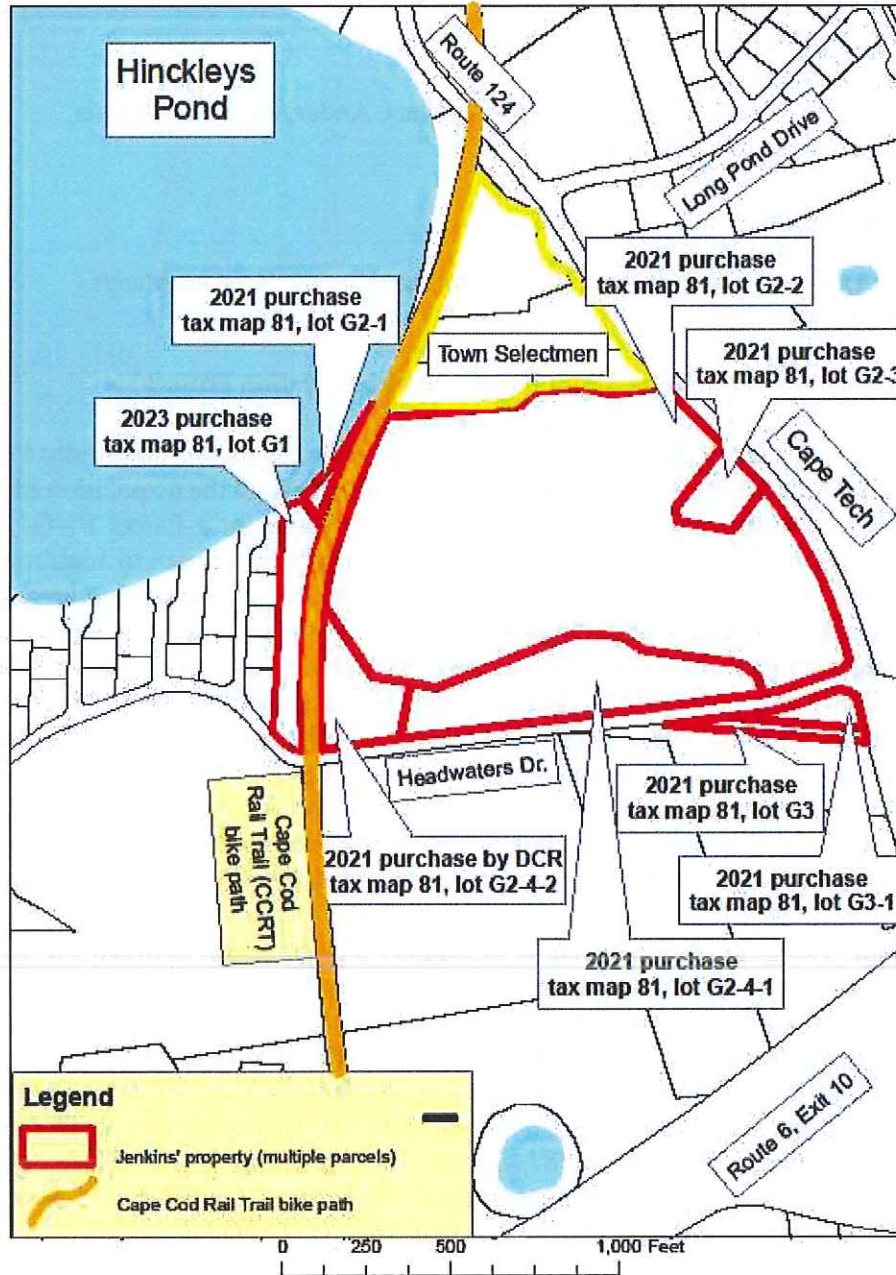 Hinckleys
Pond
Route 124
Long Pond Drive
2021 purchase
tax map 81, lot G2-2
2021 purchase
tax map 81, lot G2-1
Town Selectmen
2021 purchase
tax map 81, lot G2-3
2023 purchase
tax map 81, lot G1
Cape Tech
Headwaters Dr.
2021 purchase
tax map 81, lot G3
Cape Cod
Rail Trail (CCRT)
bike path
2021 purchase by DCR
tax map 81, lot G2-4-2
2021 purchase
tax map 81, lot G3-1
2021 purchase
tax map 81, lot G2-4-1
Route 6, Exit 10
Legend
Jenkins' property (multiple parcels)
Cape Cod Rail Trail bike path
0 250 500 1,000 Feet